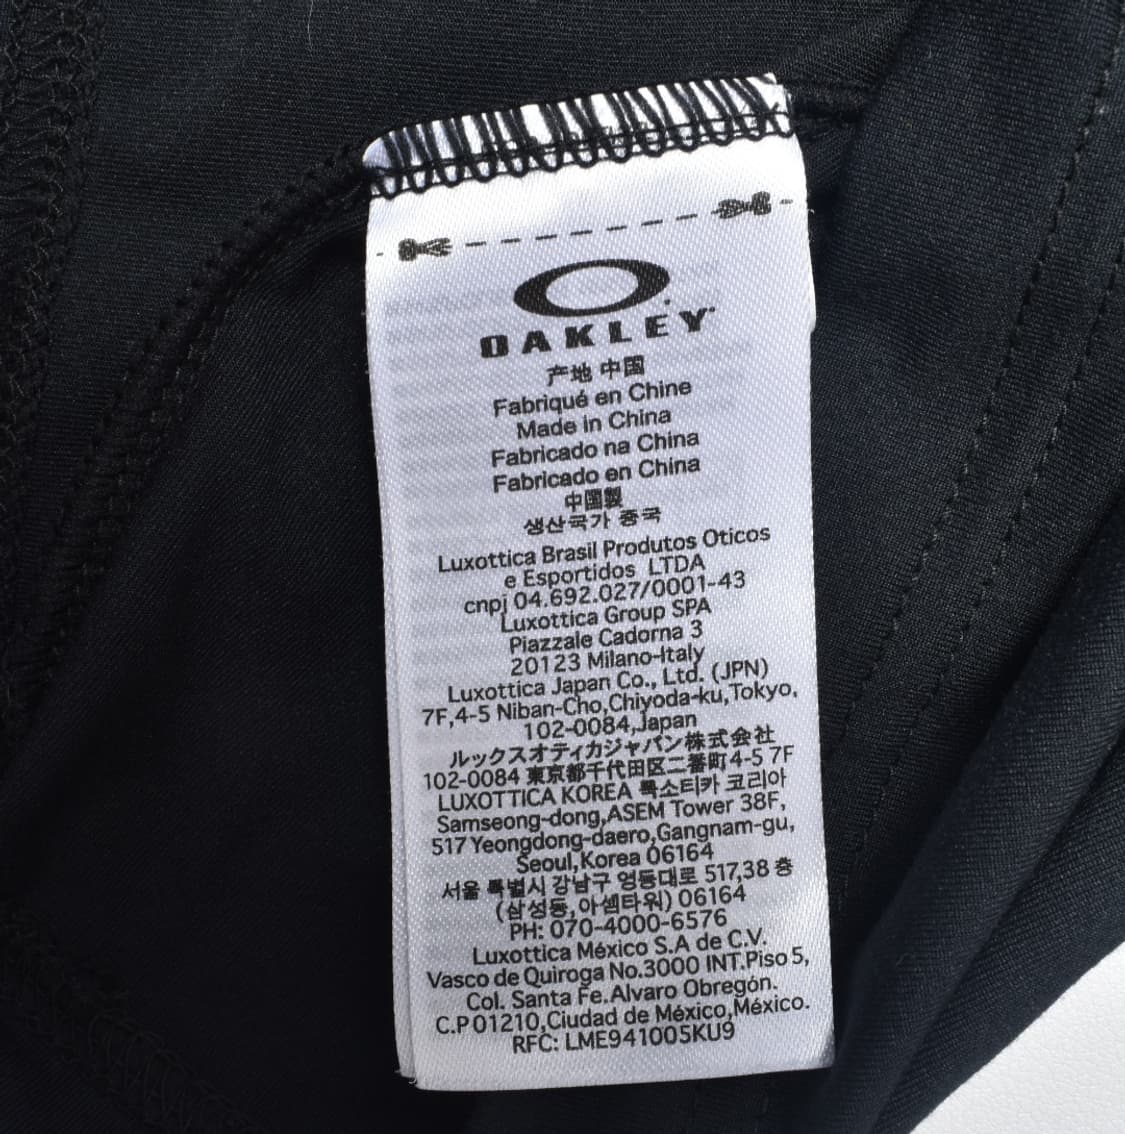 OAKLEY
产地 中国
Fabriqué en Chine
Made in China
Fabricado na China
Fabricado en China
中国製
생산국가 중국
Luxottica Brasil Produtos Oticos
e Esportidos LTDA
cnpj 04.692.027/0001-43
Luxottica Group SPA
Piazzale Cadorna 3
20123 Milano-Italy
Luxottica Japan Co., Ltd. (JPN)
7F,4-5 Niban-Cho,Chiyoda-ku,Tokyo,
102-0084,Japan
ルックスオティカジャパン株式会社
102-0084 東京都千代田区二番町4-5 7F
LUXOTTICA KOREA 룩소티카 코리아
Samseong-dong,ASEM Tower 38F,
517 Yeongdong-daero,Gangnam-gu,
Seoul,Korea 06164
서울 특별시 강남구 영동대로 517,38 층
(삼성동,아셈타워) 06164
PH: 070-4000-6576
Luxottica México S.A de C.V.
Vasco de Quiroga No.3000 INT.Piso 5,
Col. Santa Fe.Alvaro Obregón.
C.P 01210,Ciudad de México,México.
RFC: LME941005KU9